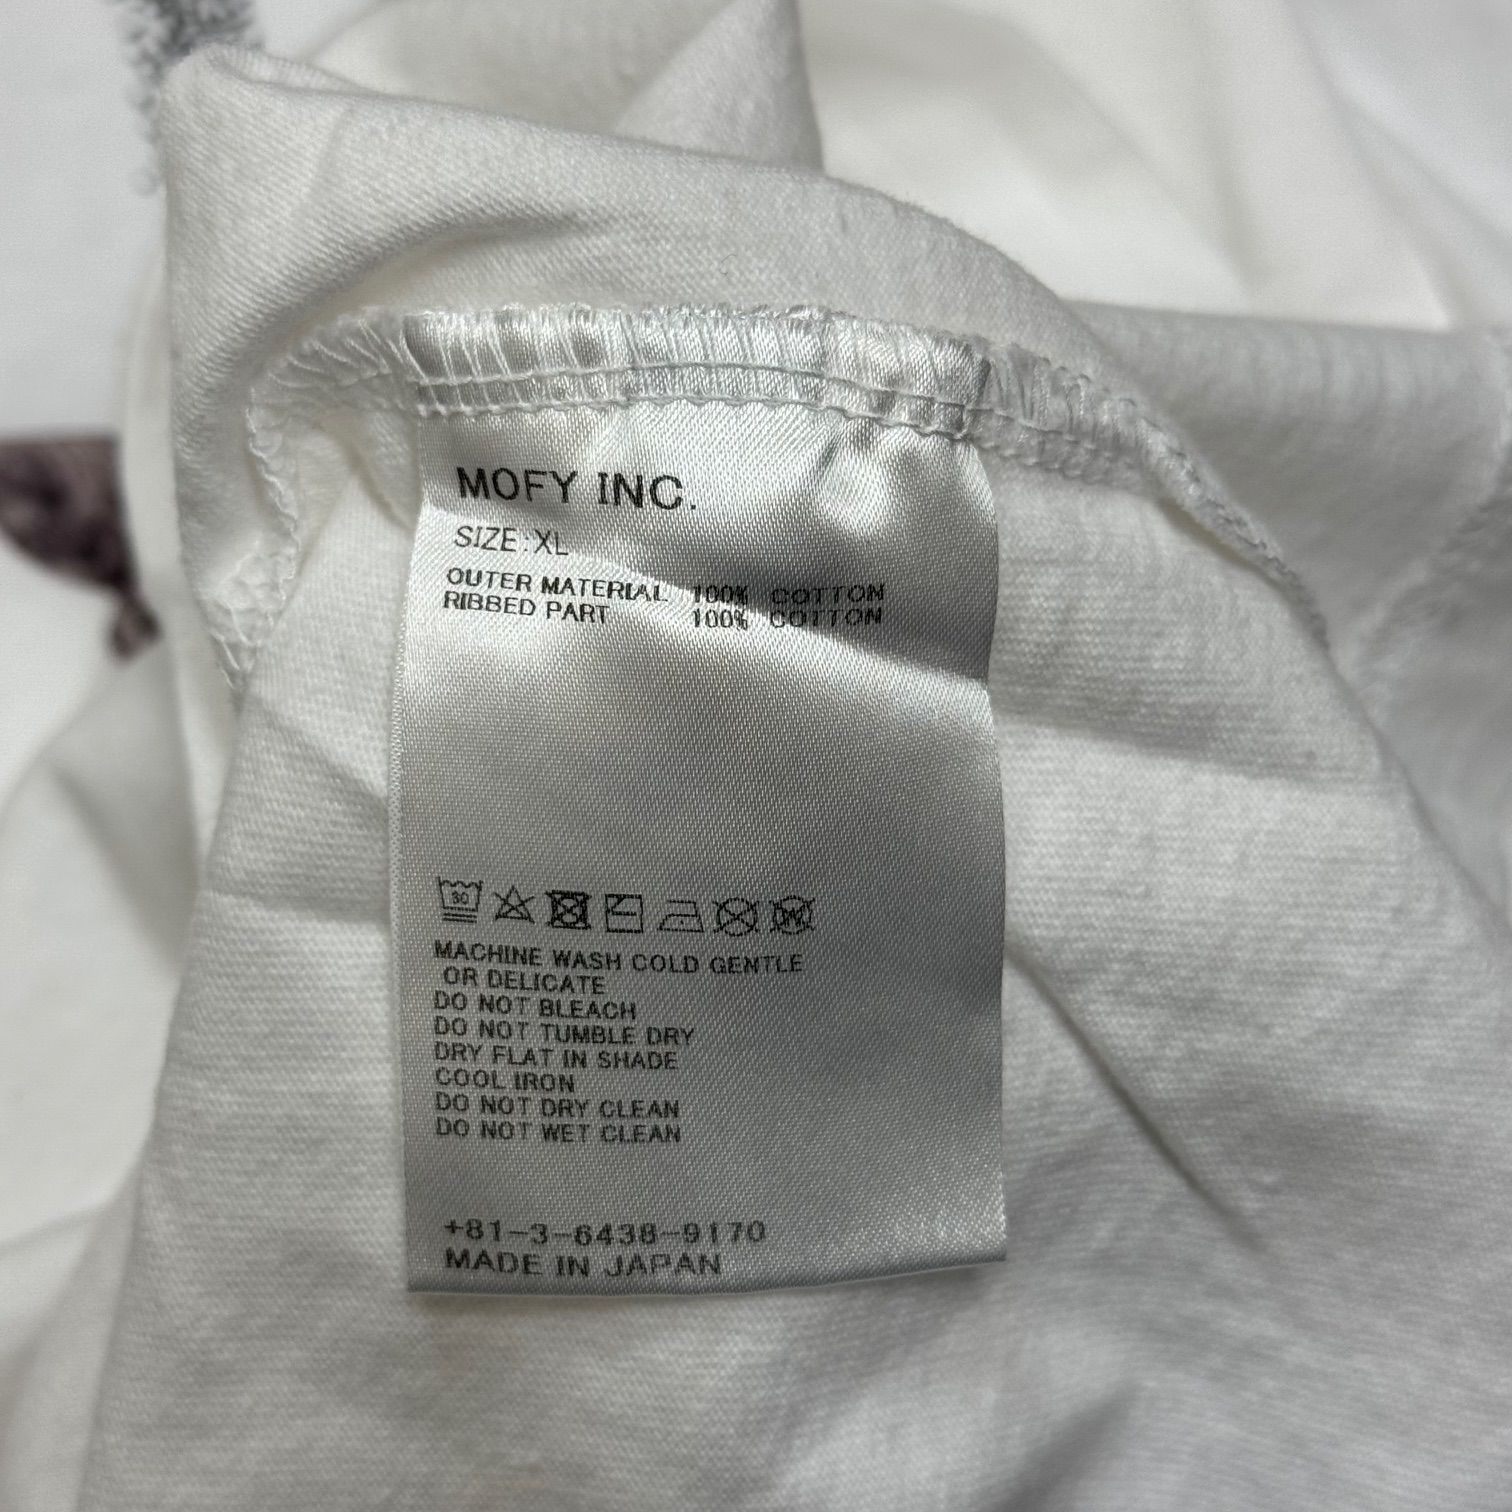 MOFY INC.
SIZE:XL
OUTER MATERIAL 100% COTTON
RIBBED PART 100% COTTON
30
W
MACHINE WASH COLD GENTLE
OR DELICATE
DO NOT BLEACH
DO NOT TUMBLE DRY
DRY FLAT IN SHADE
COOL IRON
DO NOT DRY CLEAN
DO NOT WET CLEAN
+81-3-6438-9170
MADE IN JAPAN